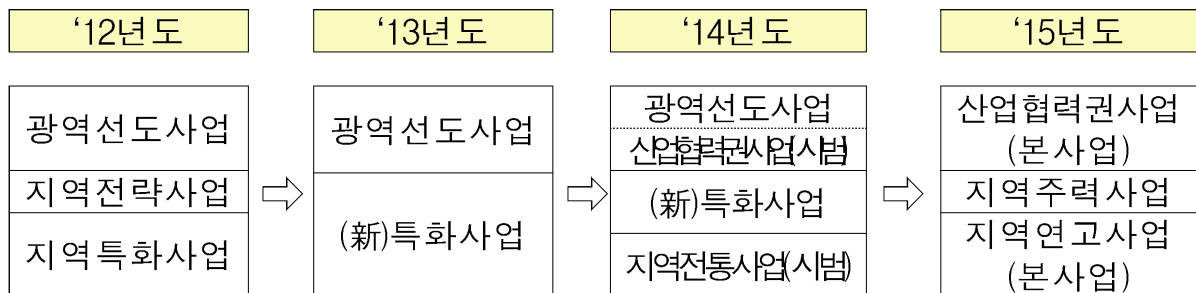 ‘12년도
‘13년도
‘14년도
‘15년도
광역선도사업
지역전략사업
지역특화사업
광역선도사업
(新)특화사업
광역선도사업
산업협력권사업(시범)
(新)특화사업
지역전통사업(시범)
산업협력권사업
(본사업)
지역주력사업
지역연고사업
(본사업)